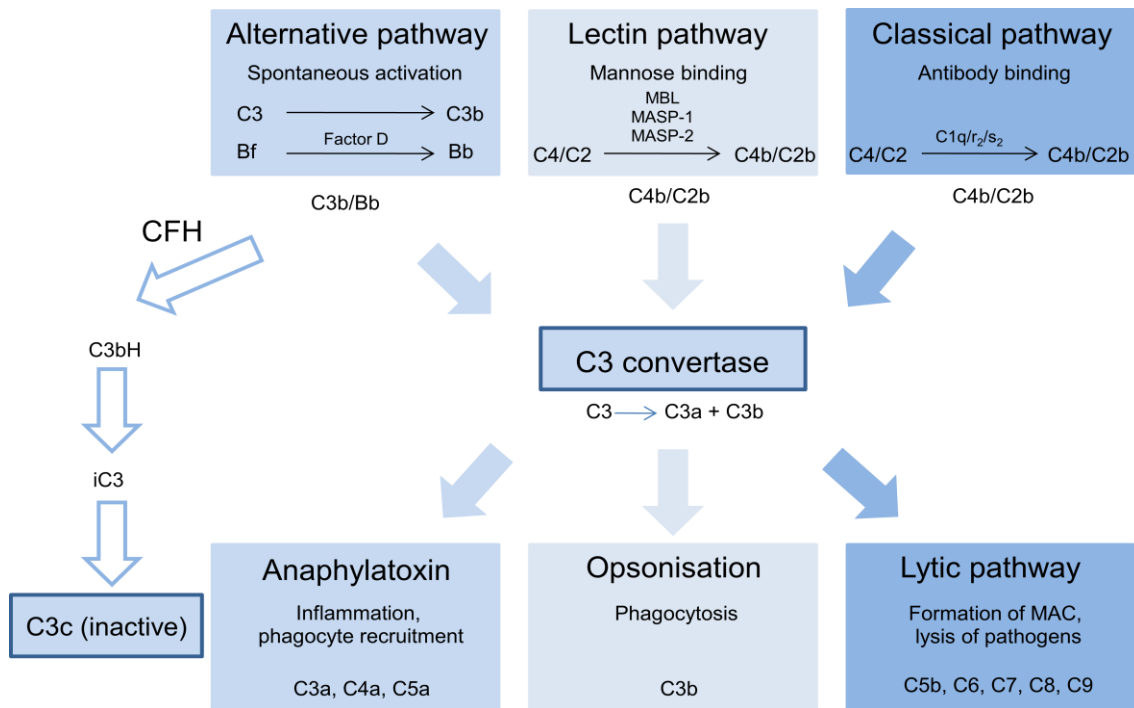 Alternative pathway
Spontaneous activation
C3 C3b
Factor D
Bf Bb
Lectin pathway
Mannose binding
MBL
MASP-1
MASP-2
C4/C2 C4b/C2b
Classical pathway
Antibody binding
C1q/r₂/s₂
C4/C2 C4b/C2b
C3b/Bb
C4b/C2b
C4b/C2b
CFH
C3bH
iC3
C3c (inactive)
C3 convertase
C3 C3a + C3b
Anaphylatoxin
Inflammation,
phagocyte recruitment
C3a, C4a, C5a
Opsonisation
Phagocytosis
C3b
Lytic pathway
Formation of MAC,
lysis of pathogens
C5b, C6, C7, C8, C9